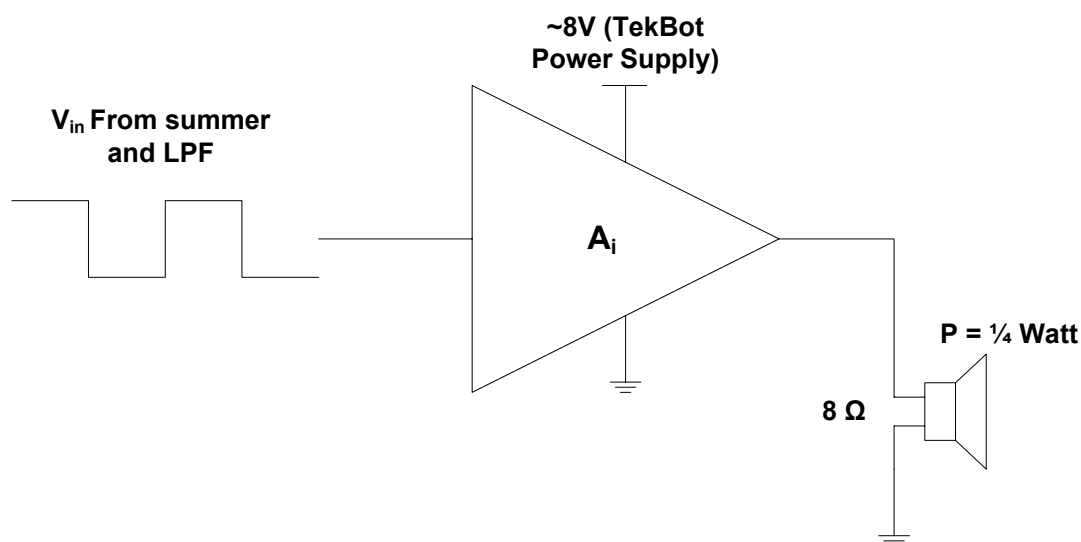 ~8V (TekBot
Power Supply)
Vin From summer
and LPF
Ai
P = ¼ Watt
8 Ω